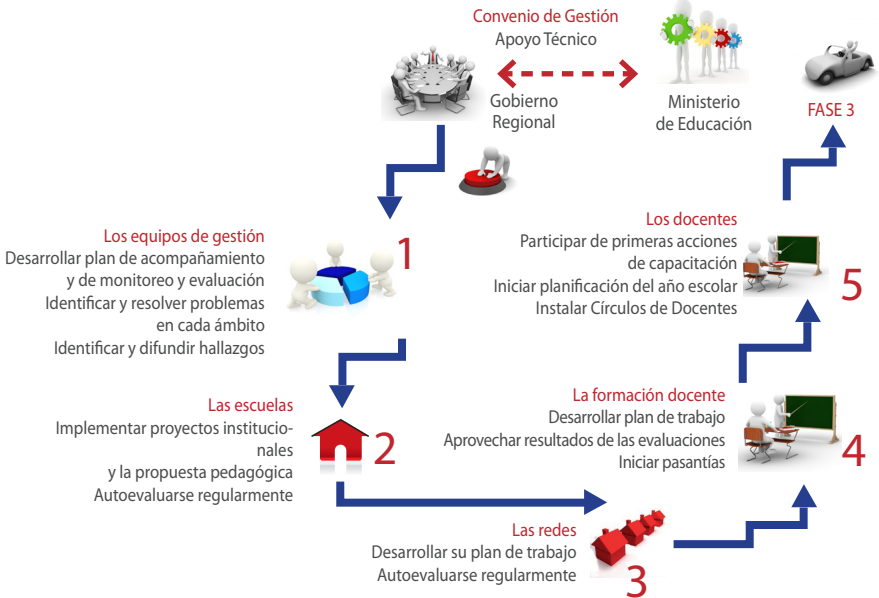 Convenio de Gestión
Apoyo Técnico
Gobierno
Regional
Ministerio
de Educación
FASE 3
Los equipos de gestión
Desarrollar plan de acompañamiento
y de monitoreo y evaluación
Identificar y resolver problemas
en cada ámbito
Identificar y difundir hallazgos
1
Las escuelas
Implementar proyectos institucio-
nales
y la propuesta pedagógica
Autoevaluarse regularmente
2
Las redes
Desarrollar su plan de trabajo
Autoevaluarse regularmente
3
La formación docente
Desarrollar plan de trabajo
Aprovechar resultados de las evaluaciones
Iniciar pasantías
4
Los docentes
Participar de primeras acciones
de capacitación
Iniciar planificación del año escolar
Instalar Círculos de Docentes
5